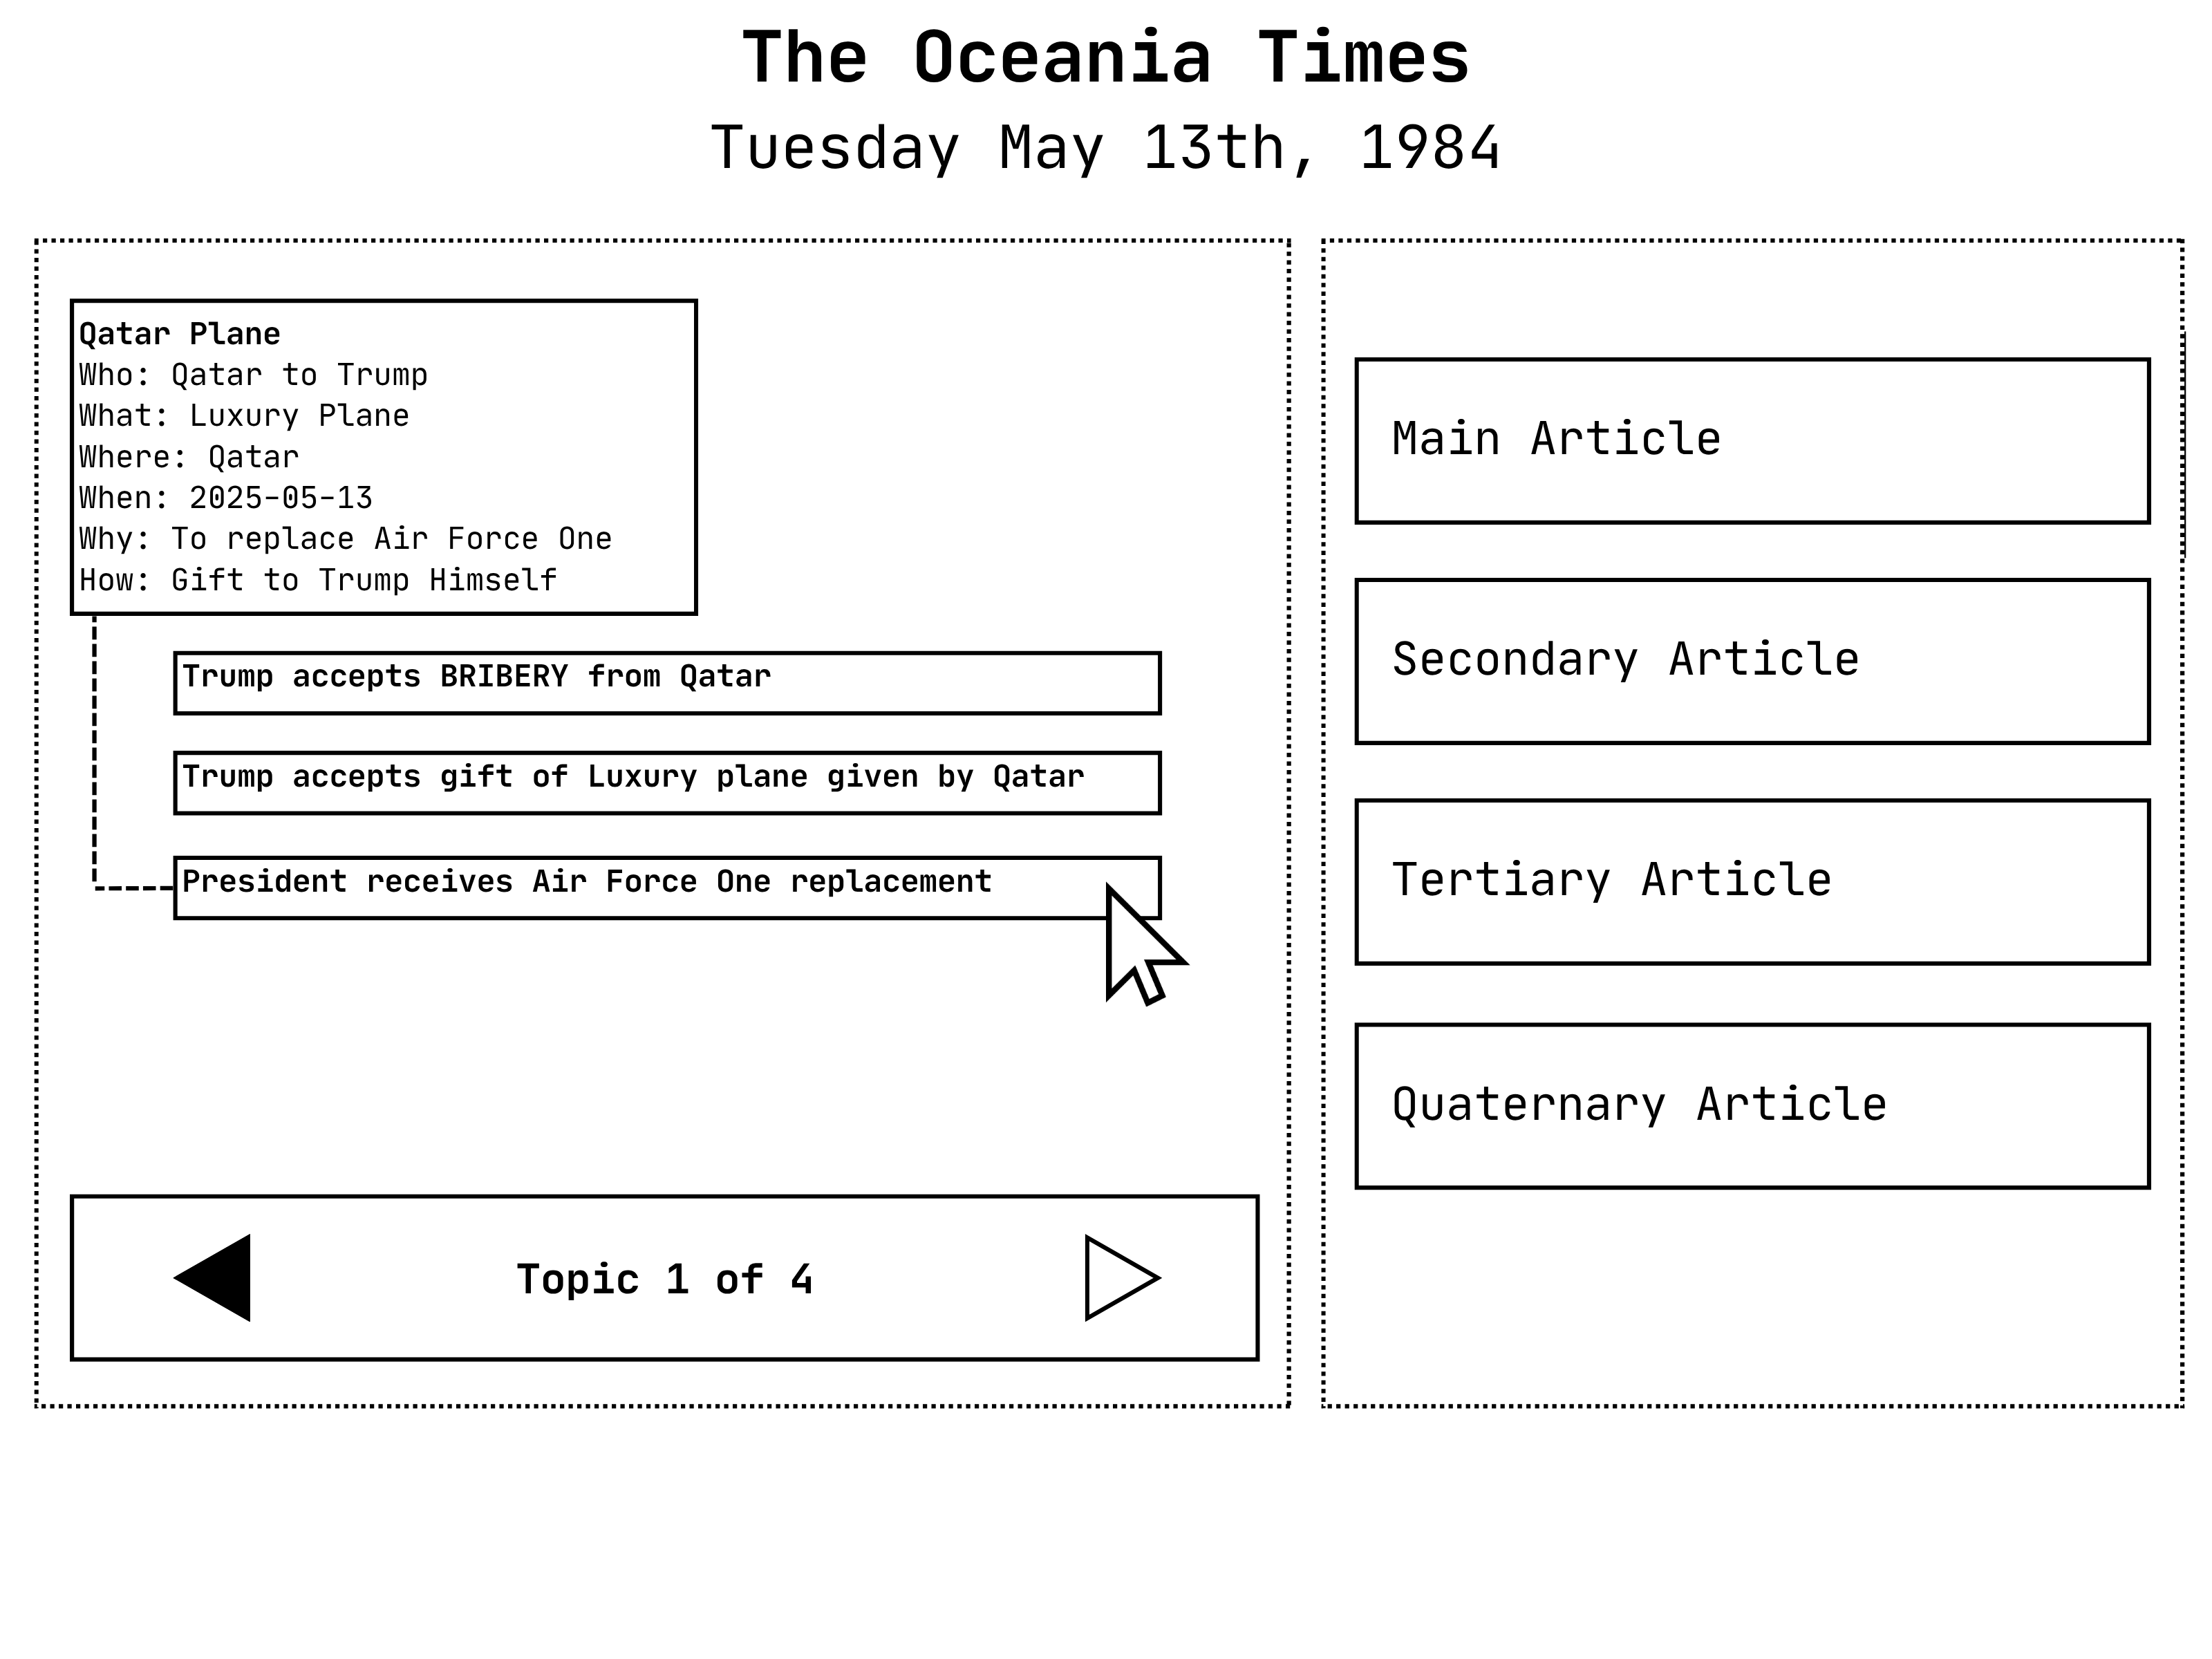 The Oceania Times
Tuesday May 13th, 1984
Qatar Plane
Who: Qatar to Trump
What: Luxury Plane
Where: Qatar
When: 2025-05-13
Why: To replace Air Force One
How: Gift to Trump Himself
Trump accepts BRIBERY from Qatar
Trump accepts gift of Luxury plane given by Qatar
President receives Air Force One replacement
Topic 1 of 4
Main Article
Secondary Article
Tertiary Article
Quaternary Article